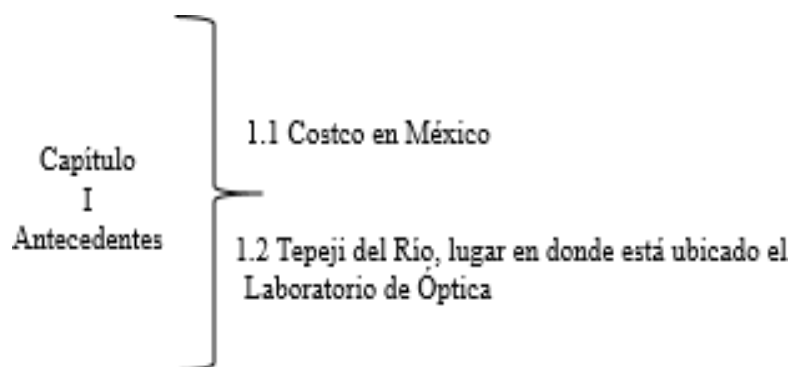 Capítulo
I
Antecedentes
1.1 Costco en México
1.2 Tepeji del Río, lugar en donde está ubicado el
Laboratorio de Óptica